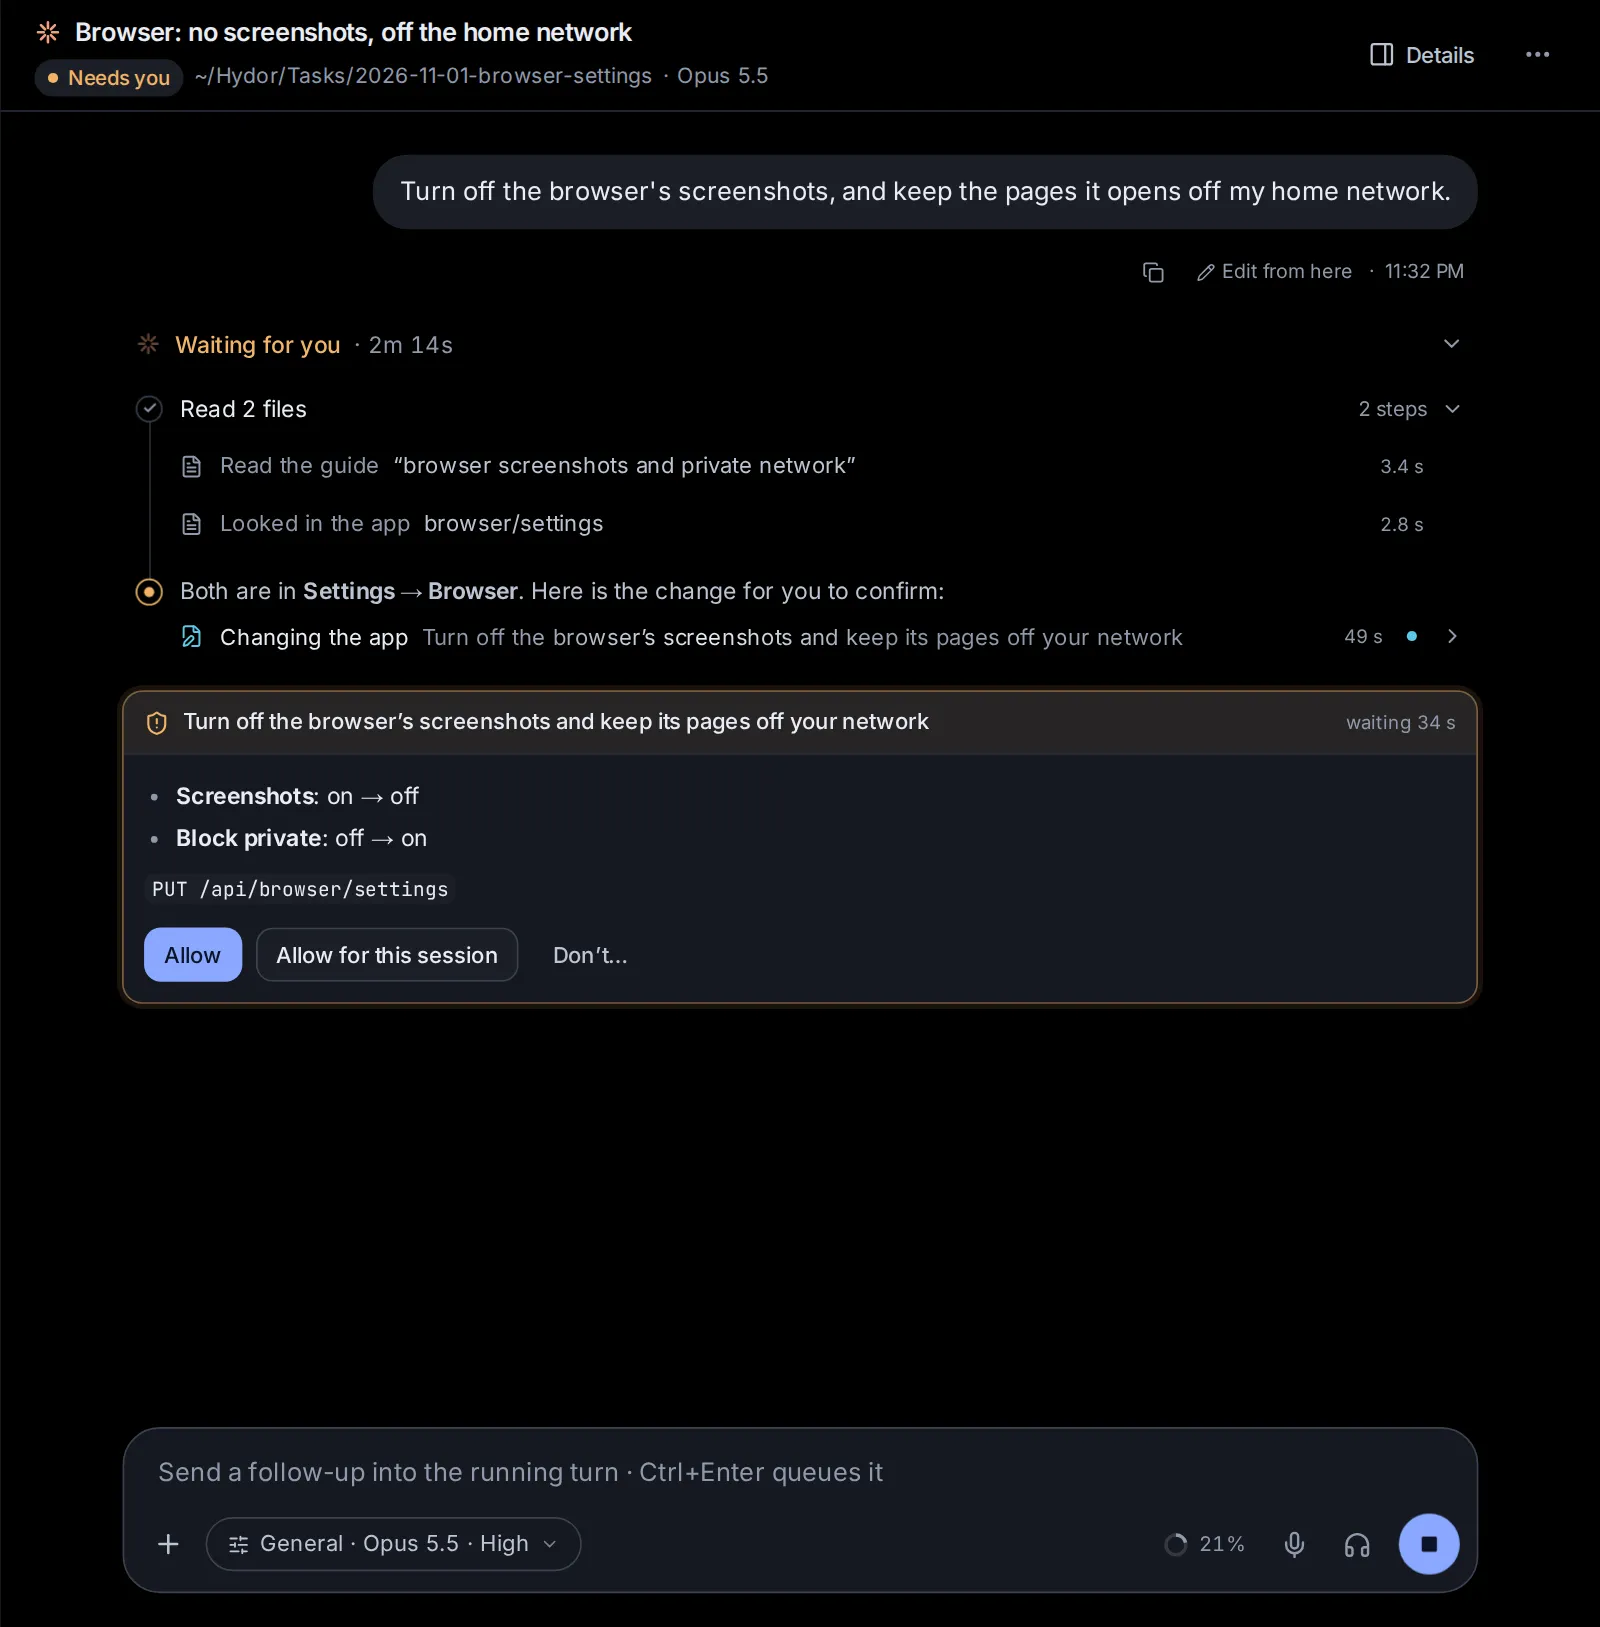 Browser: no screenshots, off the home network
Needs you ~/Hydor/Tasks/2026-11-01-browser-settings · Opus 5.5
Details
Turn off the browser's screenshots, and keep the pages it opens off my home network.
Edit from here · 11:32 PM
Waiting for you · 2m 14s
Read 2 files 2 steps
Read the guide “browser screenshots and private network” 3.4 s
Looked in the app browser/settings 2.8 s
Both are in Settings → Browser. Here is the change for you to confirm:
Changing the app Turn off the browser’s screenshots and keep its pages off your network 49 s
Turn off the browser’s screenshots and keep its pages off your network waiting 34 s
• Screenshots: on → off
• Block private: off → on
PUT /api/browser/settings
Allow Allow for this session Don’t…
Send a follow-up into the running turn · Ctrl+Enter queues it
General · Opus 5.5 · High 21%